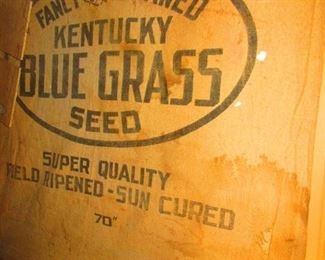 FANCY
KENTUCKY
BLUE GRASS
SEED
SUPER QUALITY
FIELD RIPENED - SUN CURED
70"